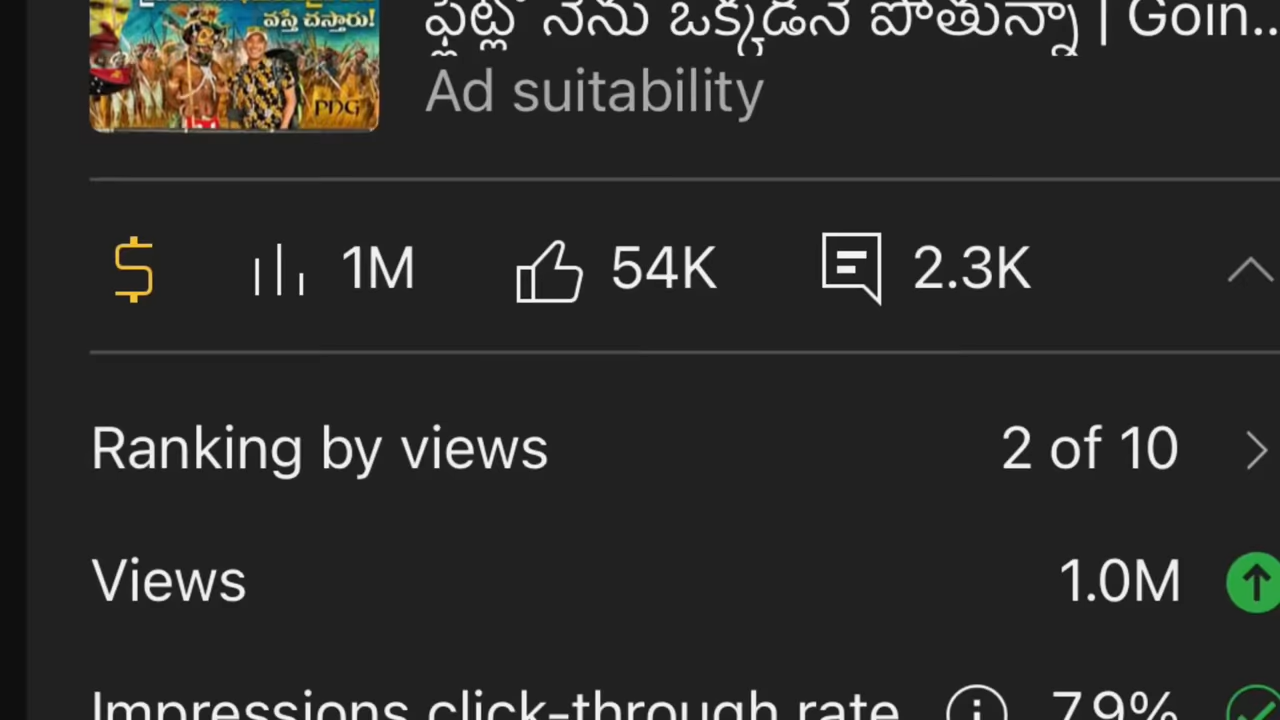 వస్తే చస్తారు!
PNG
ఫ్లైట్లో నేను ఒక్కడినే పోతున్నా | Goin...
Ad suitability
$ 1M 54K 2.3K
Ranking by views 2 of 10
Views 1.0M
Impressions click-through rate 7.9%